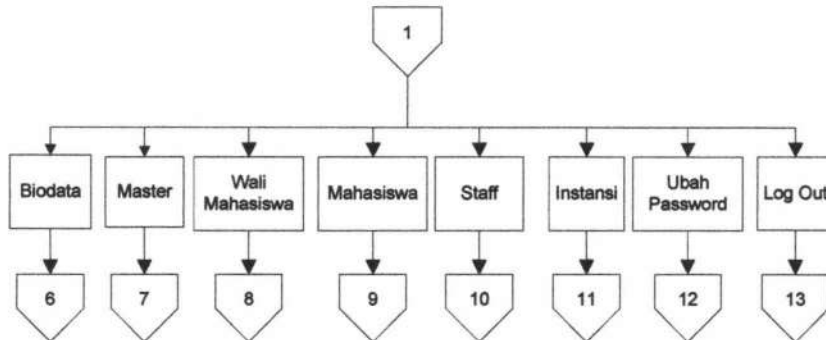 1
Biodata
Master
Wali
Mahasiswa
Mahasiswa
Staff
Instansi
Ubah
Password
Log Out
6
7
8
9
10
11
12
13